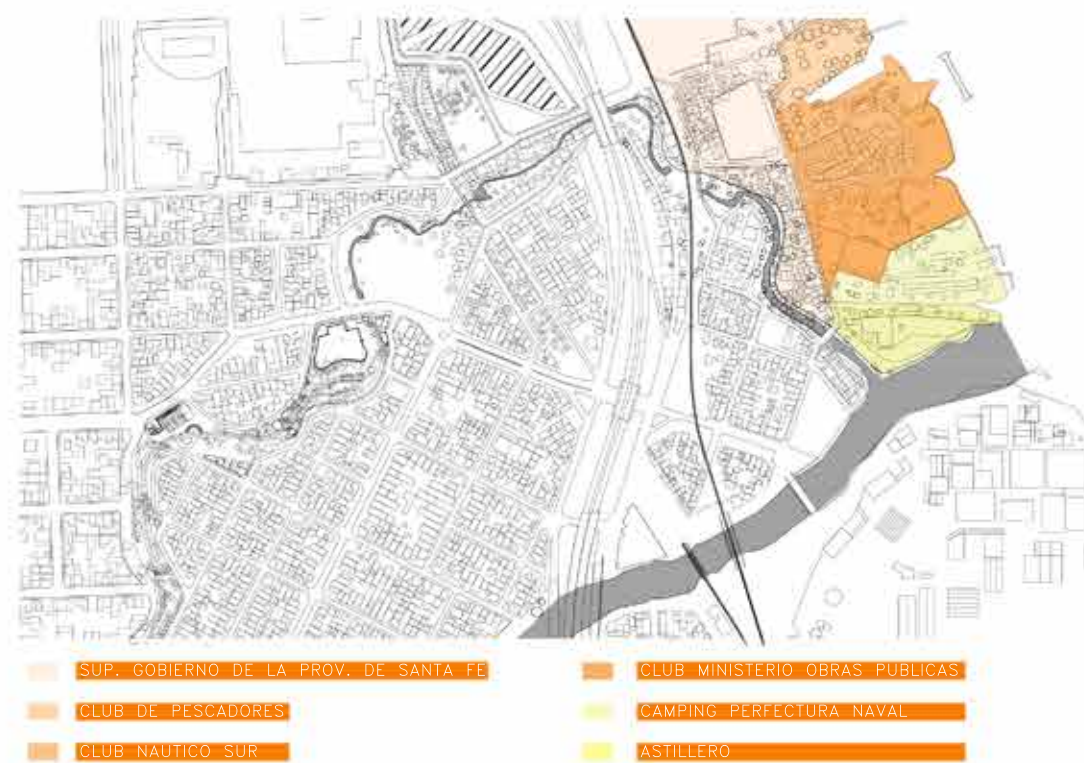 SUP. GOBIERNO DE LA PROV. DE SANTA FE
CLUB DE PESCADORES
CLUB NAUTICO SUR
CLUB MINISTERIO OBRAS PUBLICAS
CAMPING PERFECTURA NAVAL
ASTILLERO